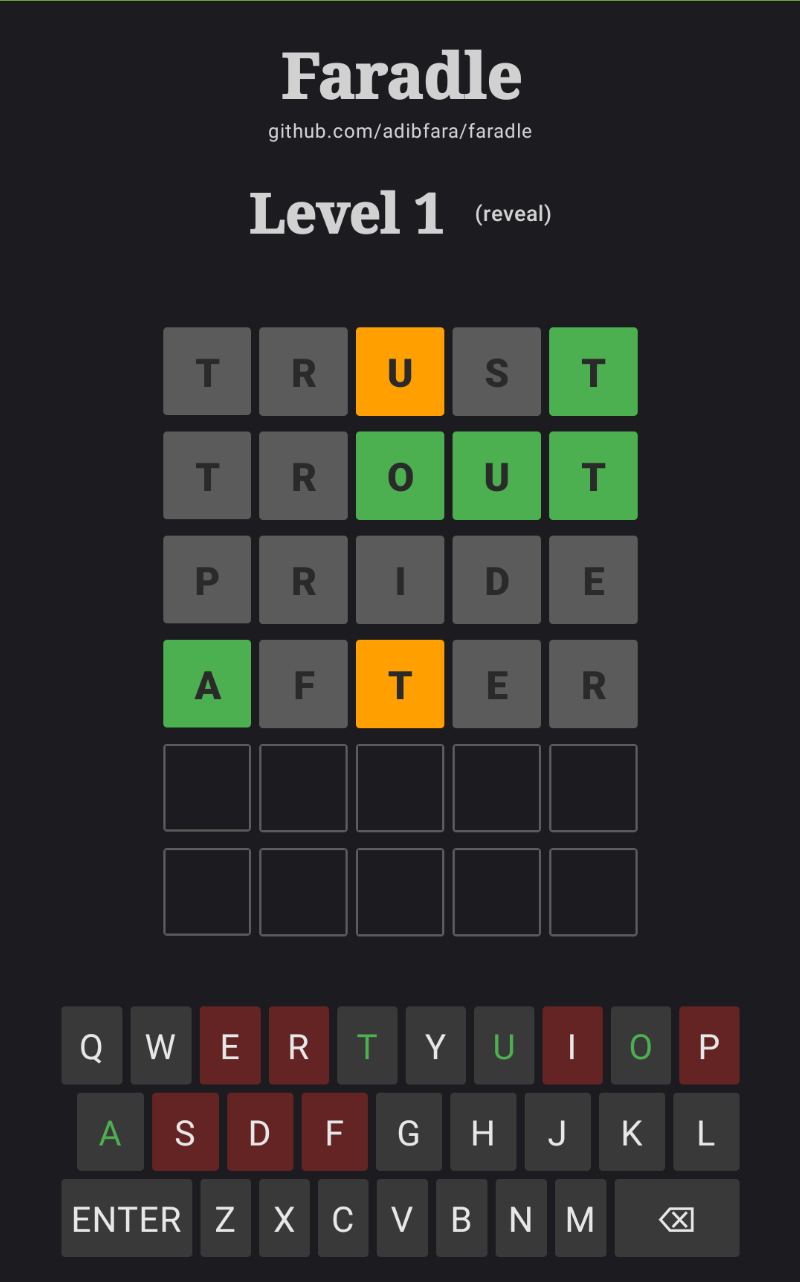 Faradle
github.com/adibfara/faradle
Level 1 (reveal)
T R U S T
T R O U T
P R I D E
A F T E R
Q W E R T Y U I O P
A S D F G H J K L
ENTER Z X C V B N M